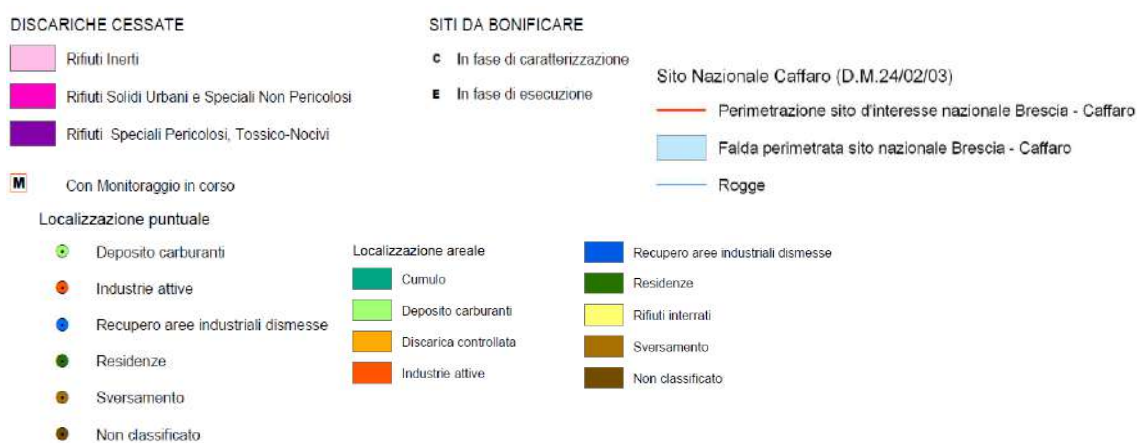 DISCARICHE CESSATE
Rifiuti Inerti
Rifiuti Solidi Urbani e Speciali Non Pericolosi
Rifiuti Speciali Pericolosi, Tossico-Nocivi
M Con Monitoraggio in corso
SITI DA BONIFICARE
C In fase di caratterizzazione
E In fase di esecuzione
Sito Nazionale Caffaro (D.M.24/02/03)
Perimetrazione sito d'interesse nazionale Brescia - Caffaro
Falda perimetrata sito nazionale Brescia - Caffaro
Rogge
Localizzazione puntuale
Deposito carburanti
Industrie attive
Recupero aree industriali dismesse
Residenze
Sversamento
Non classificato
Localizzazione areale
Cumulo
Deposito carburanti
Discarica controllata
Industrie attive
Recupero aree industriali dismesse
Residenze
Rifiuti interrati
Sversamento
Non classificato